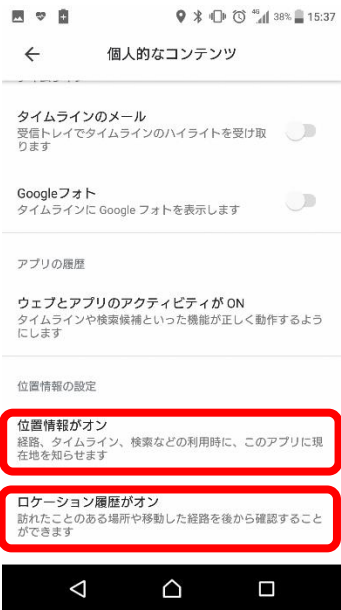 4G 38% 15:37
個人的なコンテンツ
タイムラインのメール
受信トレイでタイムラインのハイライトを受け取
ります
Googleフォト
タイムラインに Google フォトを表示します
アプリの履歴
ウェブとアプリのアクティビティが ON
タイムラインや検索候補といった機能が正しく動作するよう
にします
位置情報の設定
位置情報がオン
経路、タイムライン、検索などの利用時に、このアプリに現
在地を知らせます
ロケーション履歴がオン
訪れたことのある場所や移動した経路を後から確認すること
ができます